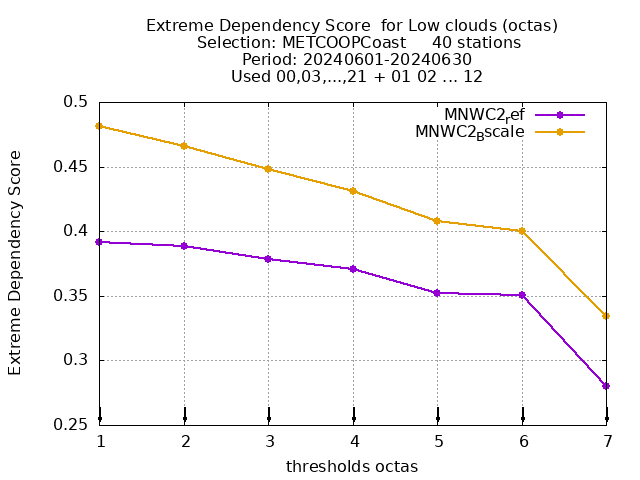 Extreme Dependency Score  for Low clouds (octas)
Selection: METCOOPCoast     40 stations
Period: 20240601-20240630
Used 00,03,...,21 + 01 02 ... 12
MNWC2ref
MNWC2Bscale
0.5
0.45
0.4
0.35
0.3
0.25
Extreme Dependency Score
1 2 3 4 5 6 7
thresholds octas